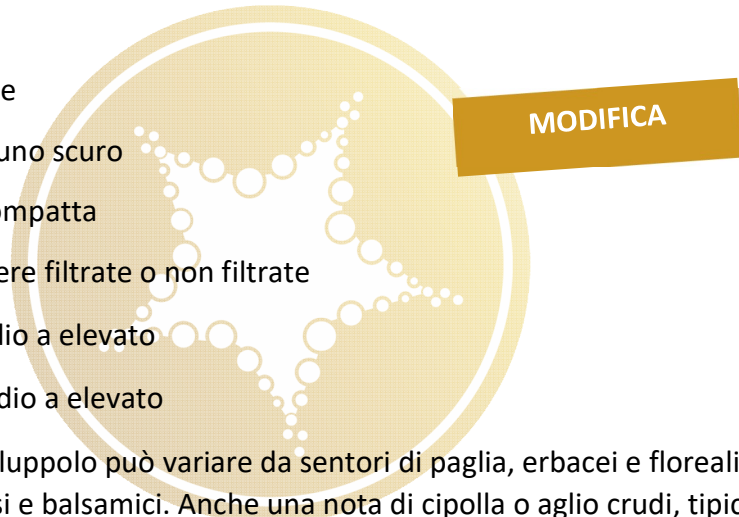 e
MODIFICA
uno scuro
ompatta
ere filtrate o non filtrate
dio a elevato
dio a elevato
luppolo può variare da sentori di paglia, erbacei e floreali
si e balsamici. Anche una nota di cipolla o aglio crudi, tipic